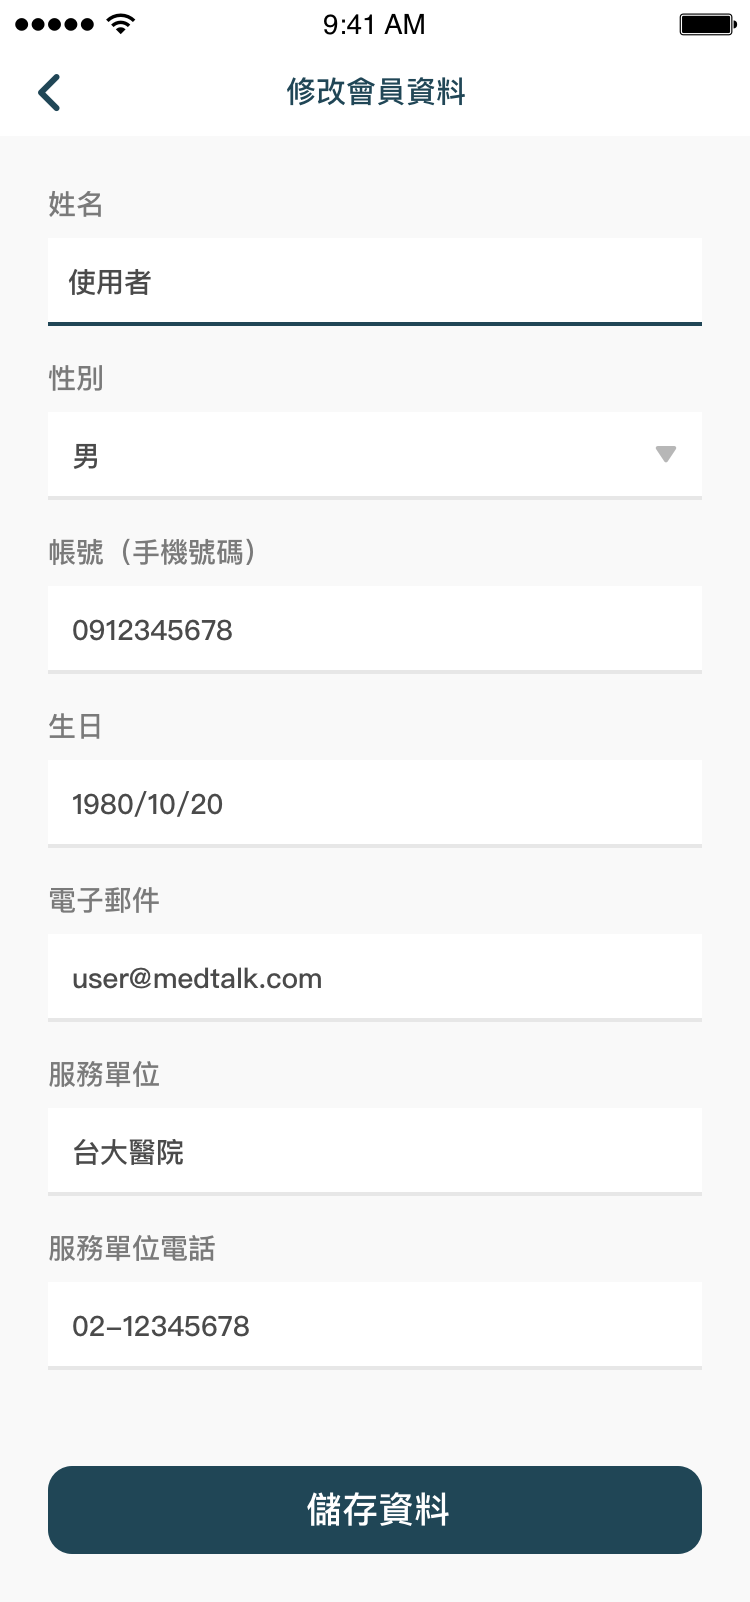 9:41 AM
修改會員資料
姓名
使用者
性別
男
帳號（手機號碼）
0912345678
生日
1980/10/20
電子郵件
user@medtalk.com
服務單位
台大醫院
服務單位電話
02–12345678
儲存資料